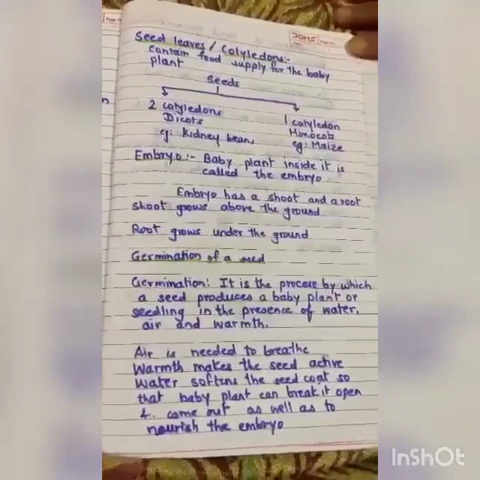 DOMS
Seed leaves / Cotyledons:-
contain food supply for the baby
plant
Seeds
2 cotyledons
Dicots
eg: Kidney beans
1 cotyledon
Monocots
eg: Maize
Embryo:- Baby plant inside it is
called the embryo
Embryo has a shoot and a root
shoot grows above the ground
Root grows under the ground
Germination of a seed
Germination: It is the process by which
a seed produces a baby plant or
seedling in the presence of water,
air and warmth.
Air is needed to breathe
Warmth makes the seed active
Water softens the seed coat so
that baby plant can break it open
& come out as well as to
nourish the embryo
InShOt